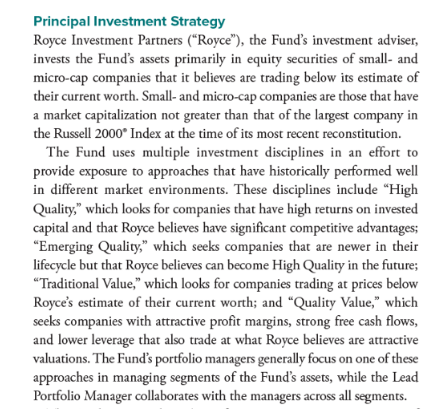 Principal Investment Strategy
Royce Investment Partners (“Royce”), the Fund’s investment adviser,
invests the Fund’s assets primarily in equity securities of small- and
micro-cap companies that it believes are trading below its estimate of
their current worth. Small- and micro-cap companies are those that have
a market capitalization not greater than that of the largest company in
the Russell 2000® Index at the time of its most recent reconstitution.
The Fund uses multiple investment disciplines in an effort to
provide exposure to approaches that have historically performed well
in different market environments. These disciplines include “High
Quality,” which looks for companies that have high returns on invested
capital and that Royce believes have significant competitive advantages;
“Emerging Quality,” which seeks companies that are newer in their
lifecycle but that Royce believes can become High Quality in the future;
“Traditional Value,” which looks for companies trading at prices below
Royce’s estimate of their current worth; and “Quality Value,” which
seeks companies with attractive profit margins, strong free cash flows,
and lower leverage that also trade at what Royce believes are attractive
valuations. The Fund’s portfolio managers generally focus on one of these
approaches in managing segments of the Fund’s assets, while the Lead
Portfolio Manager collaborates with the managers across all segments.